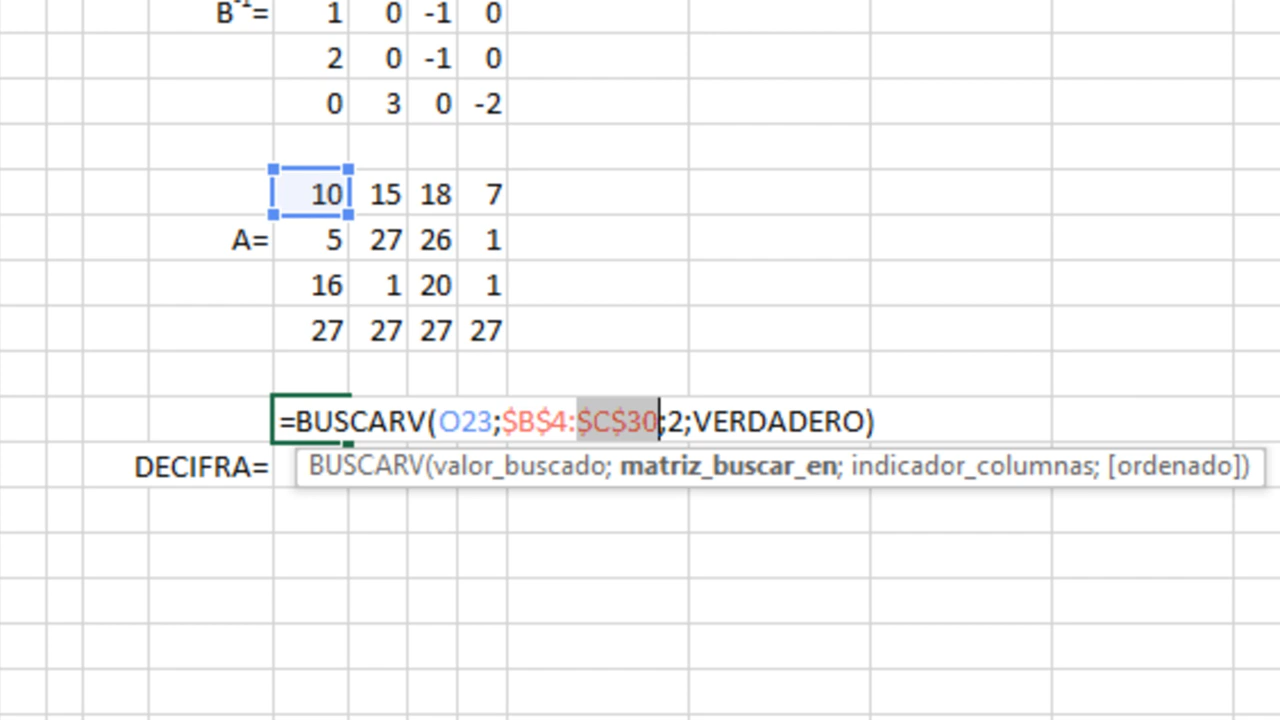 B⁻¹= 1 0 -1 0
2 0 -1 0
0 3 0 -2
10 15 18 7
A= 5 27 26 1
16 1 20 1
27 27 27 27
=BUSCARV(O23;$B$4:$C$30;2;VERDADERO)
DECIFRA= BUSCARV(valor_buscado; matriz_buscar_en; indicador_columnas; [ordenado])